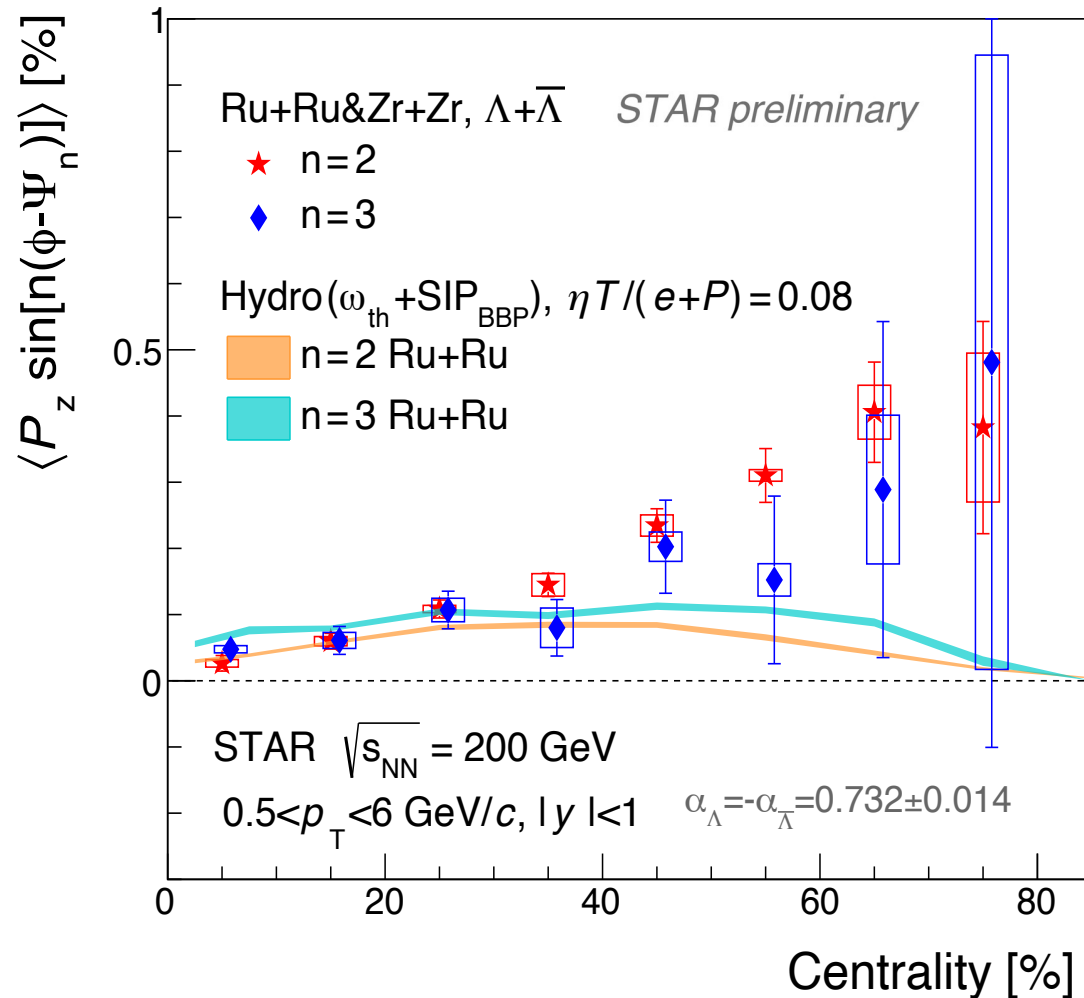 ⟨P_z sin[n(ϕ-Ψ_n)]⟩ [%]
1
Ru+Ru&Zr+Zr, Λ+Λ̅ STAR preliminary
n=2
n=3
Hydro(ω_th+SIP_BBP), ηT/(e+P)=0.08
0.5
n=2 Ru+Ru
n=3 Ru+Ru
0
STAR √s_NN = 200 GeV
0.5<p_T<6 GeV/c, |y|<1 α_Λ=-α_Λ̅=0.732±0.014
0 20 40 60 80
Centrality [%]